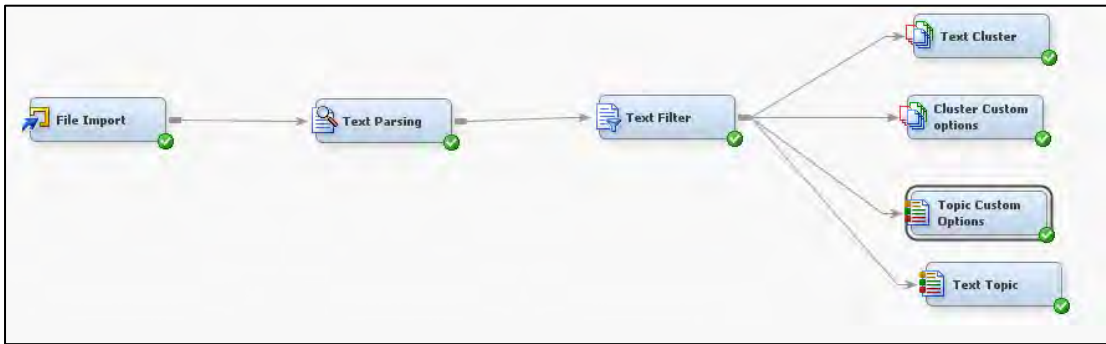 File Import
Text Parsing
Text Filter
Text Cluster
Cluster Custom
options
Topic Custom
Options
Text Topic